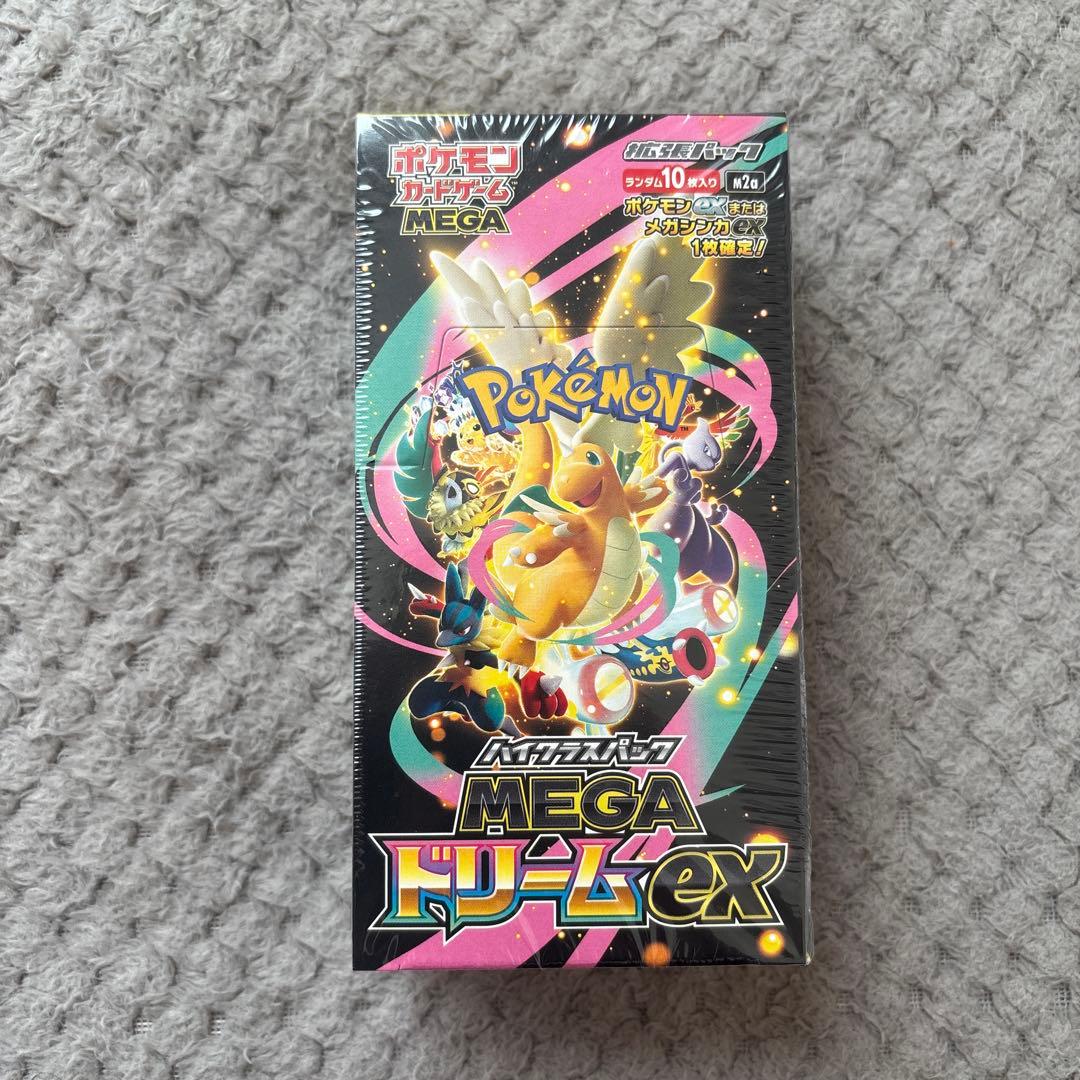 ポケモン
カードゲーム
MEGA
拡張パック
ランダム10枚入り M2a
ポケモンexまたは
メガシンカex
1枚確定!
POKéMON
ハイクラスパック
MEGA
ドリームex